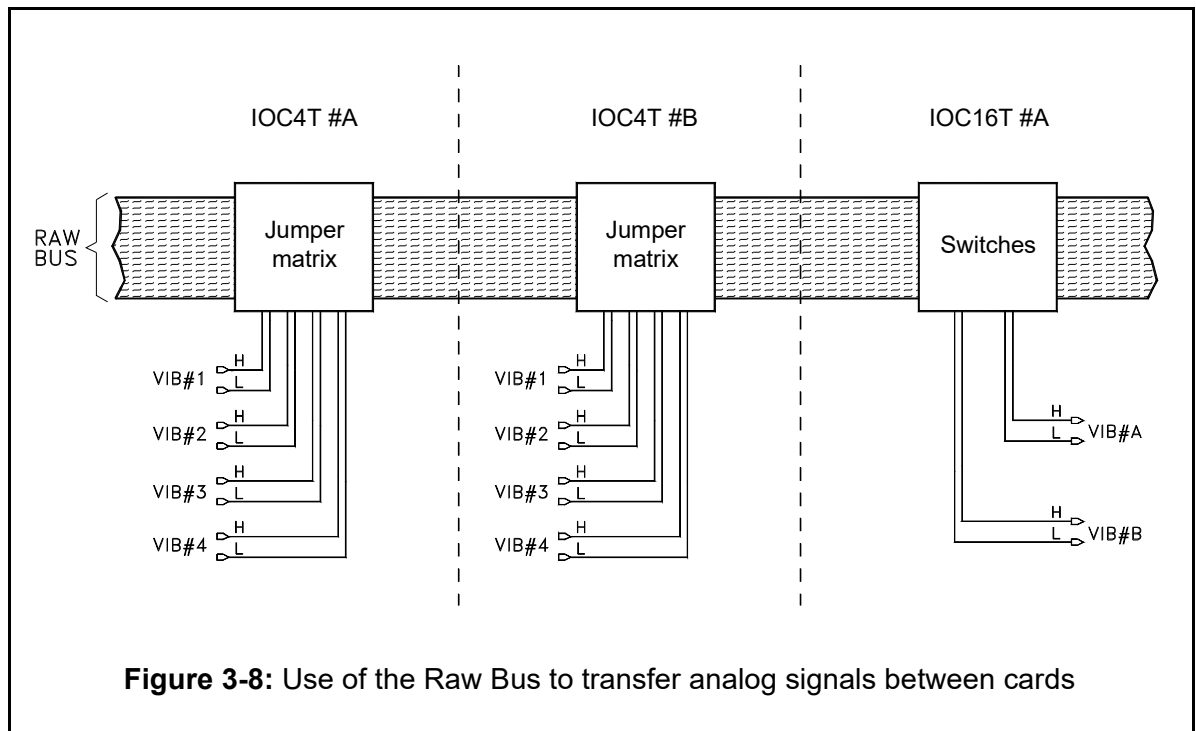 IOC4T #A
IOC4T #B
IOC16T #A
RAW
BUS
Jumper
matrix
Jumper
matrix
Switches
H
VIB#1
L
H
VIB#2
L
H
VIB#3
L
H
VIB#4
L
H
VIB#1
L
H
VIB#2
L
H
VIB#3
L
H
VIB#4
L
H
VIB#A
L
H
VIB#B
L
Figure 3-8: Use of the Raw Bus to transfer analog signals between cards